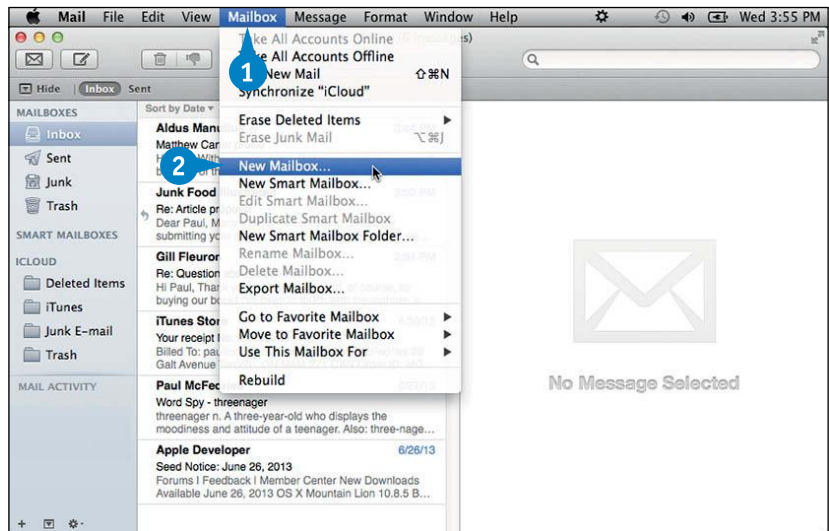 Mail File Edit View Mailbox Message Format Window Help Wed 3:55 PM
Take All Accounts Online
Take All Accounts Offline
New Mail ⇧⌘N
Synchronize "iCloud"
Erase Deleted Items
Erase Junk Mail ⌥⌘J
New Mailbox...
New Smart Mailbox...
Edit Smart Mailbox...
Duplicate Smart Mailbox
New Smart Mailbox Folder...
Rename Mailbox...
Delete Mailbox...
Export Mailbox...
Go to Favorite Mailbox
Move to Favorite Mailbox
Use This Mailbox For
Rebuild
1
2
Hide Inbox Sent
MAILBOXES
Inbox
Sent
Junk
Trash
SMART MAILBOXES
ICLOUD
Deleted Items
iTunes
Junk E-mail
Trash
MAIL ACTIVITY
Sort by Date
Aldus
Matthew
Junk Food
Re: Article
Dear Paul,
submitting
Gill Fleuron
Re: Question
Hi Paul,
buying our
iTunes
Your receipt
Billed To:
Galt Avenue
Paul
Word Spy - threenager
threenager n. A three-year-old who displays the
moodiness and attitude of a teenager. Also: three-nage...
Apple Developer 6/26/13
Seed Notice: June 26, 2013
Forums I Feedback I Member Center New Downloads
Available June 26, 2013 OS X Mountain Lion 10.8.5 B...
No Message Selected